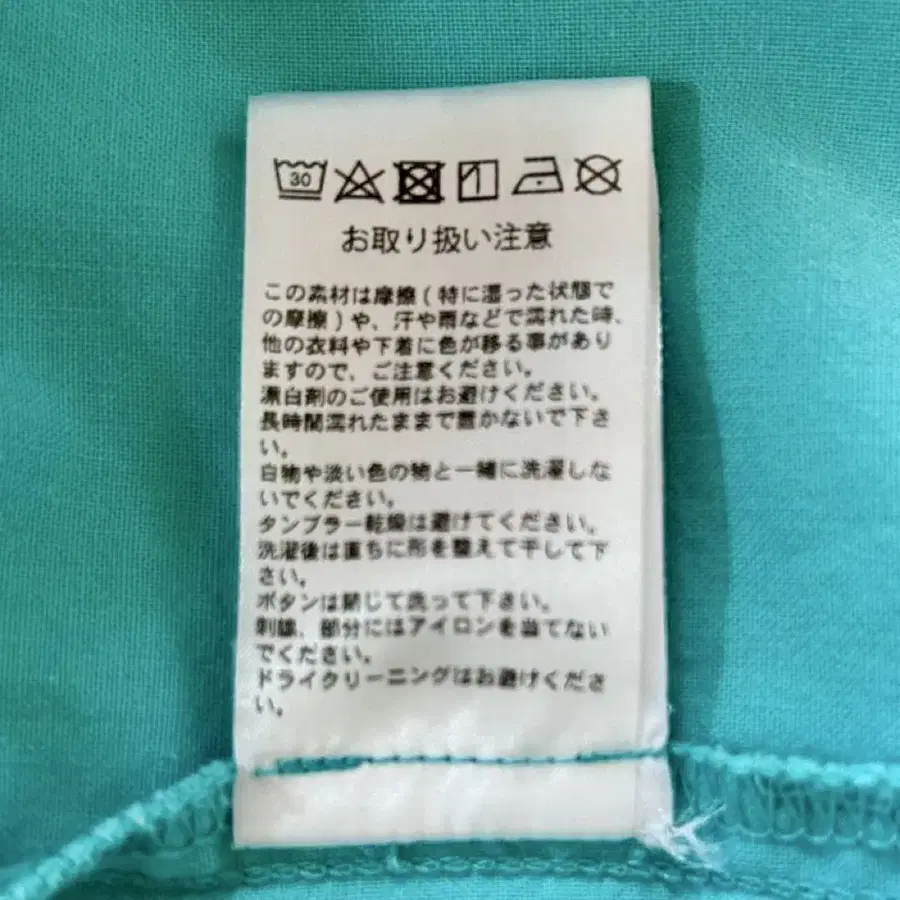 30
お取り扱い注意
この素材は摩擦(特に湿った状態で
の摩擦)や、汗や雨などで濡れた時、
他の衣料や下着に色が移る事があり
ますので、ご注意ください。
漂白剤のご使用はお避けください。
長時間濡れたままで置かないで下さ
い。
白物や淡い色の物と一緒に洗濯しな
いでください。
タンブラー乾燥は避けてください。
洗濯後は直ちに形を整えて干して下
さい。
ボタンは閉じて洗って下さい。
刺繍、部分にはアイロンを当てない
でください。
ドライクリーニングはお避けくださ
い。